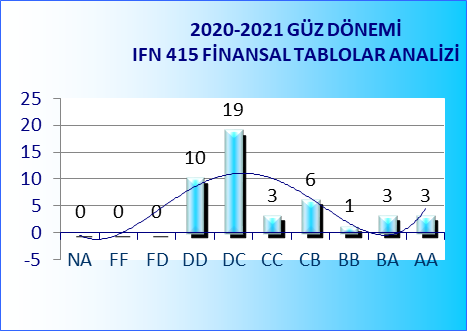 2020-2021 GÜZ DÖNEMİ
IFN 415 FİNANSAL TABLOLAR ANALİZİ
25
20
15
10
5
0
-5
0 0 0 10 19 3 6 1 3 3
NA FF FD DD DC CC CB BB BA AA